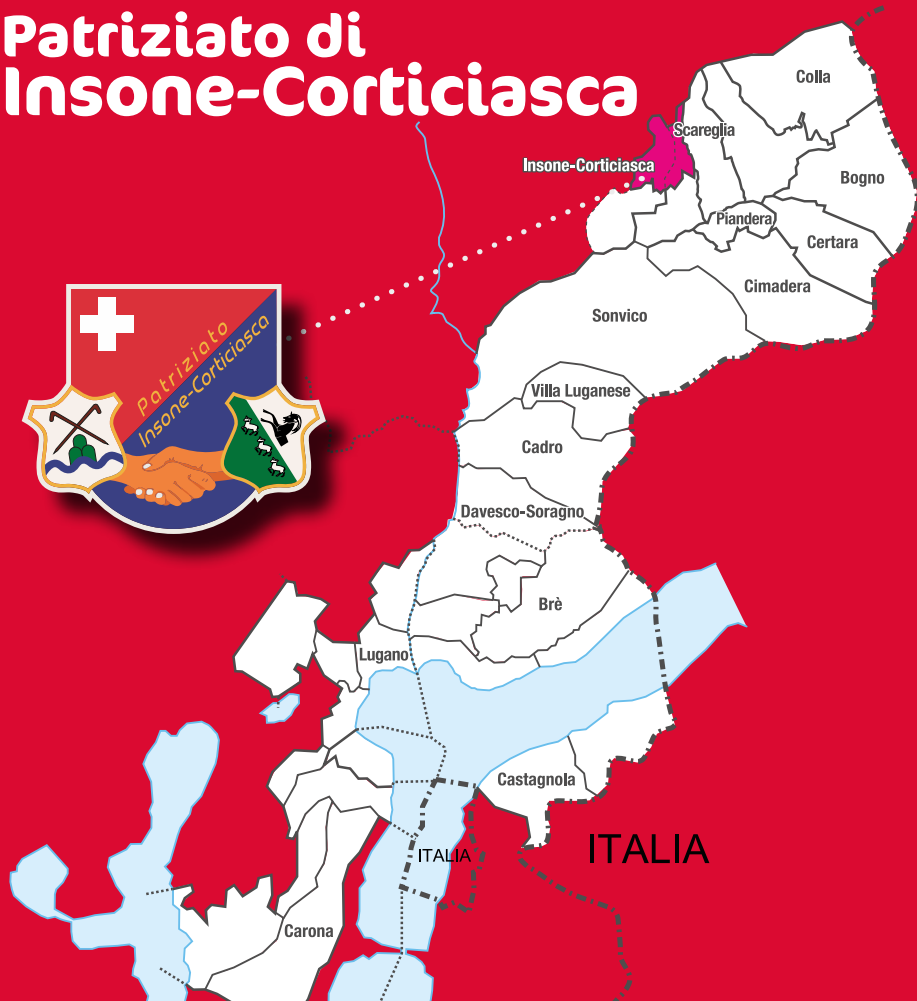 Patriziato di
Insone-Corticiasca
Colla
Scareglia
Insone-Corticiasca
Bogno
Piandera
Certara
Cimadera
Sonvico
Patriziato
Insone-Corticiasca
Villa Luganese
Cadro
Davesco-Soragno
Brè
Lugano
Castagnola
ITALIA
ITALIA
Carona